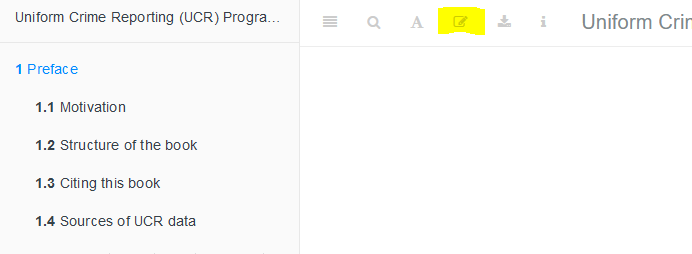 Uniform Crime Reporting (UCR) Progra...
Uniform Crin
1 Preface
1.1 Motivation
1.2 Structure of the book
1.3 Citing this book
1.4 Sources of UCR data